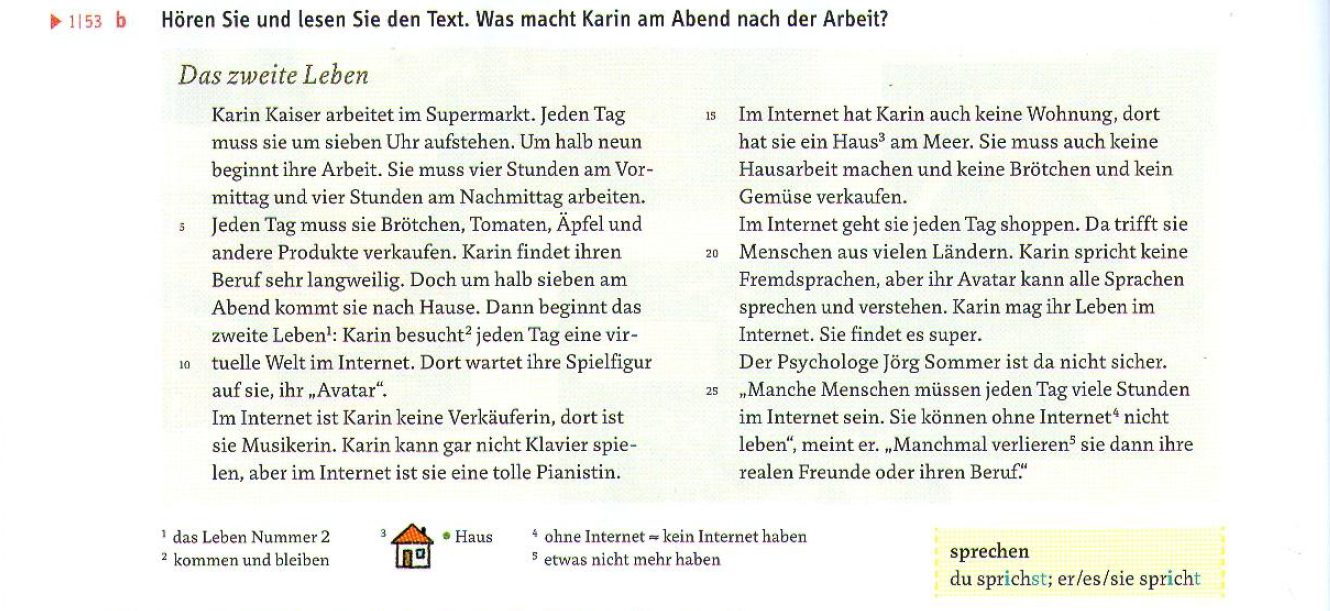 ▶ 1|53 b Hören Sie und lesen Sie den Text. Was macht Karin am Abend nach der Arbeit?
Das zweite Leben
Karin Kaiser arbeitet im Supermarkt. Jeden Tag
muss sie um sieben Uhr aufstehen. Um halb neun
beginnt ihre Arbeit. Sie muss vier Stunden am Vor-
mittag und vier Stunden am Nachmittag arbeiten.
5 Jeden Tag muss sie Brötchen, Tomaten, Äpfel und
andere Produkte verkaufen. Karin findet ihren
Beruf sehr langweilig. Doch um halb sieben am
Abend kommt sie nach Hause. Dann beginnt das
zweite Leben¹: Karin besucht² jeden Tag eine vir-
10 tuelle Welt im Internet. Dort wartet ihre Spielfigur
auf sie, ihr „Avatar“.
Im Internet ist Karin keine Verkäuferin, dort ist
sie Musikerin. Karin kann gar nicht Klavier spie-
len, aber im Internet ist sie eine tolle Pianistin.
15 Im Internet hat Karin auch keine Wohnung, dort
hat sie ein Haus³ am Meer. Sie muss auch keine
Hausarbeit machen und keine Brötchen und kein
Gemüse verkaufen.
Im Internet geht sie jeden Tag shoppen. Da trifft sie
20 Menschen aus vielen Ländern. Karin spricht keine
Fremdsprachen, aber ihr Avatar kann alle Sprachen
sprechen und verstehen. Karin mag ihr Leben im
Internet. Sie findet es super.
Der Psychologe Jörg Sommer ist da nicht sicher.
25 „Manche Menschen müssen jeden Tag viele Stunden
im Internet sein. Sie können ohne Internet⁴ nicht
leben“, meint er. „Manchmal verlieren⁵ sie dann ihre
realen Freunde oder ihren Beruf.“
¹ das Leben Nummer 2
² kommen und bleiben
³ • Haus
⁴ ohne Internet = kein Internet haben
⁵ etwas nicht mehr haben
sprechen
du sprichst; er/es/sie spricht